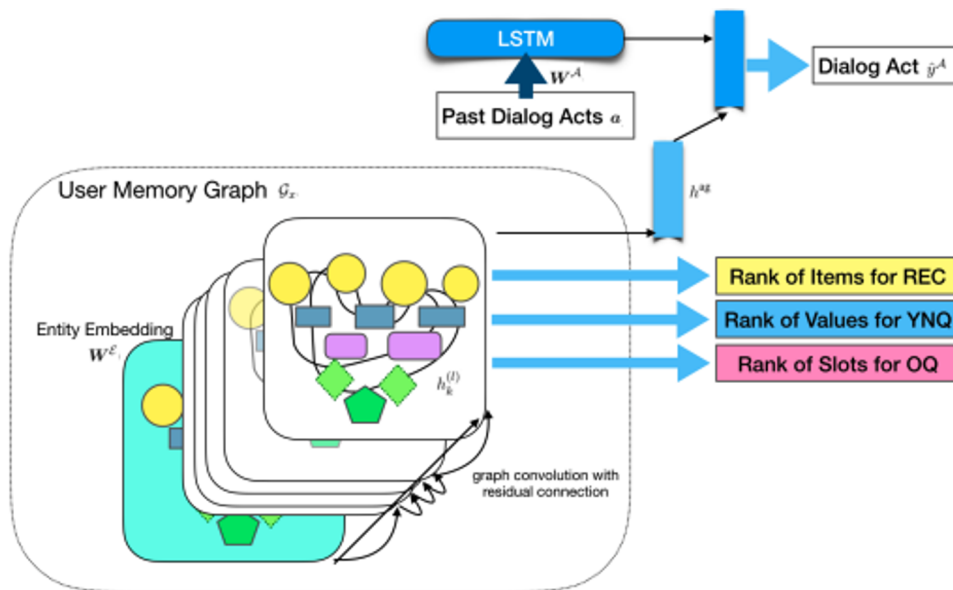 LSTM
W^A
Past Dialog Acts a
Dialog Act ŷ^A
User Memory Graph G_x
h^ag
Rank of Items for REC
Rank of Values for YNQ
Rank of Slots for OQ
Entity Embedding
W^ε
h_k^(l)
graph convolution with
residual connection